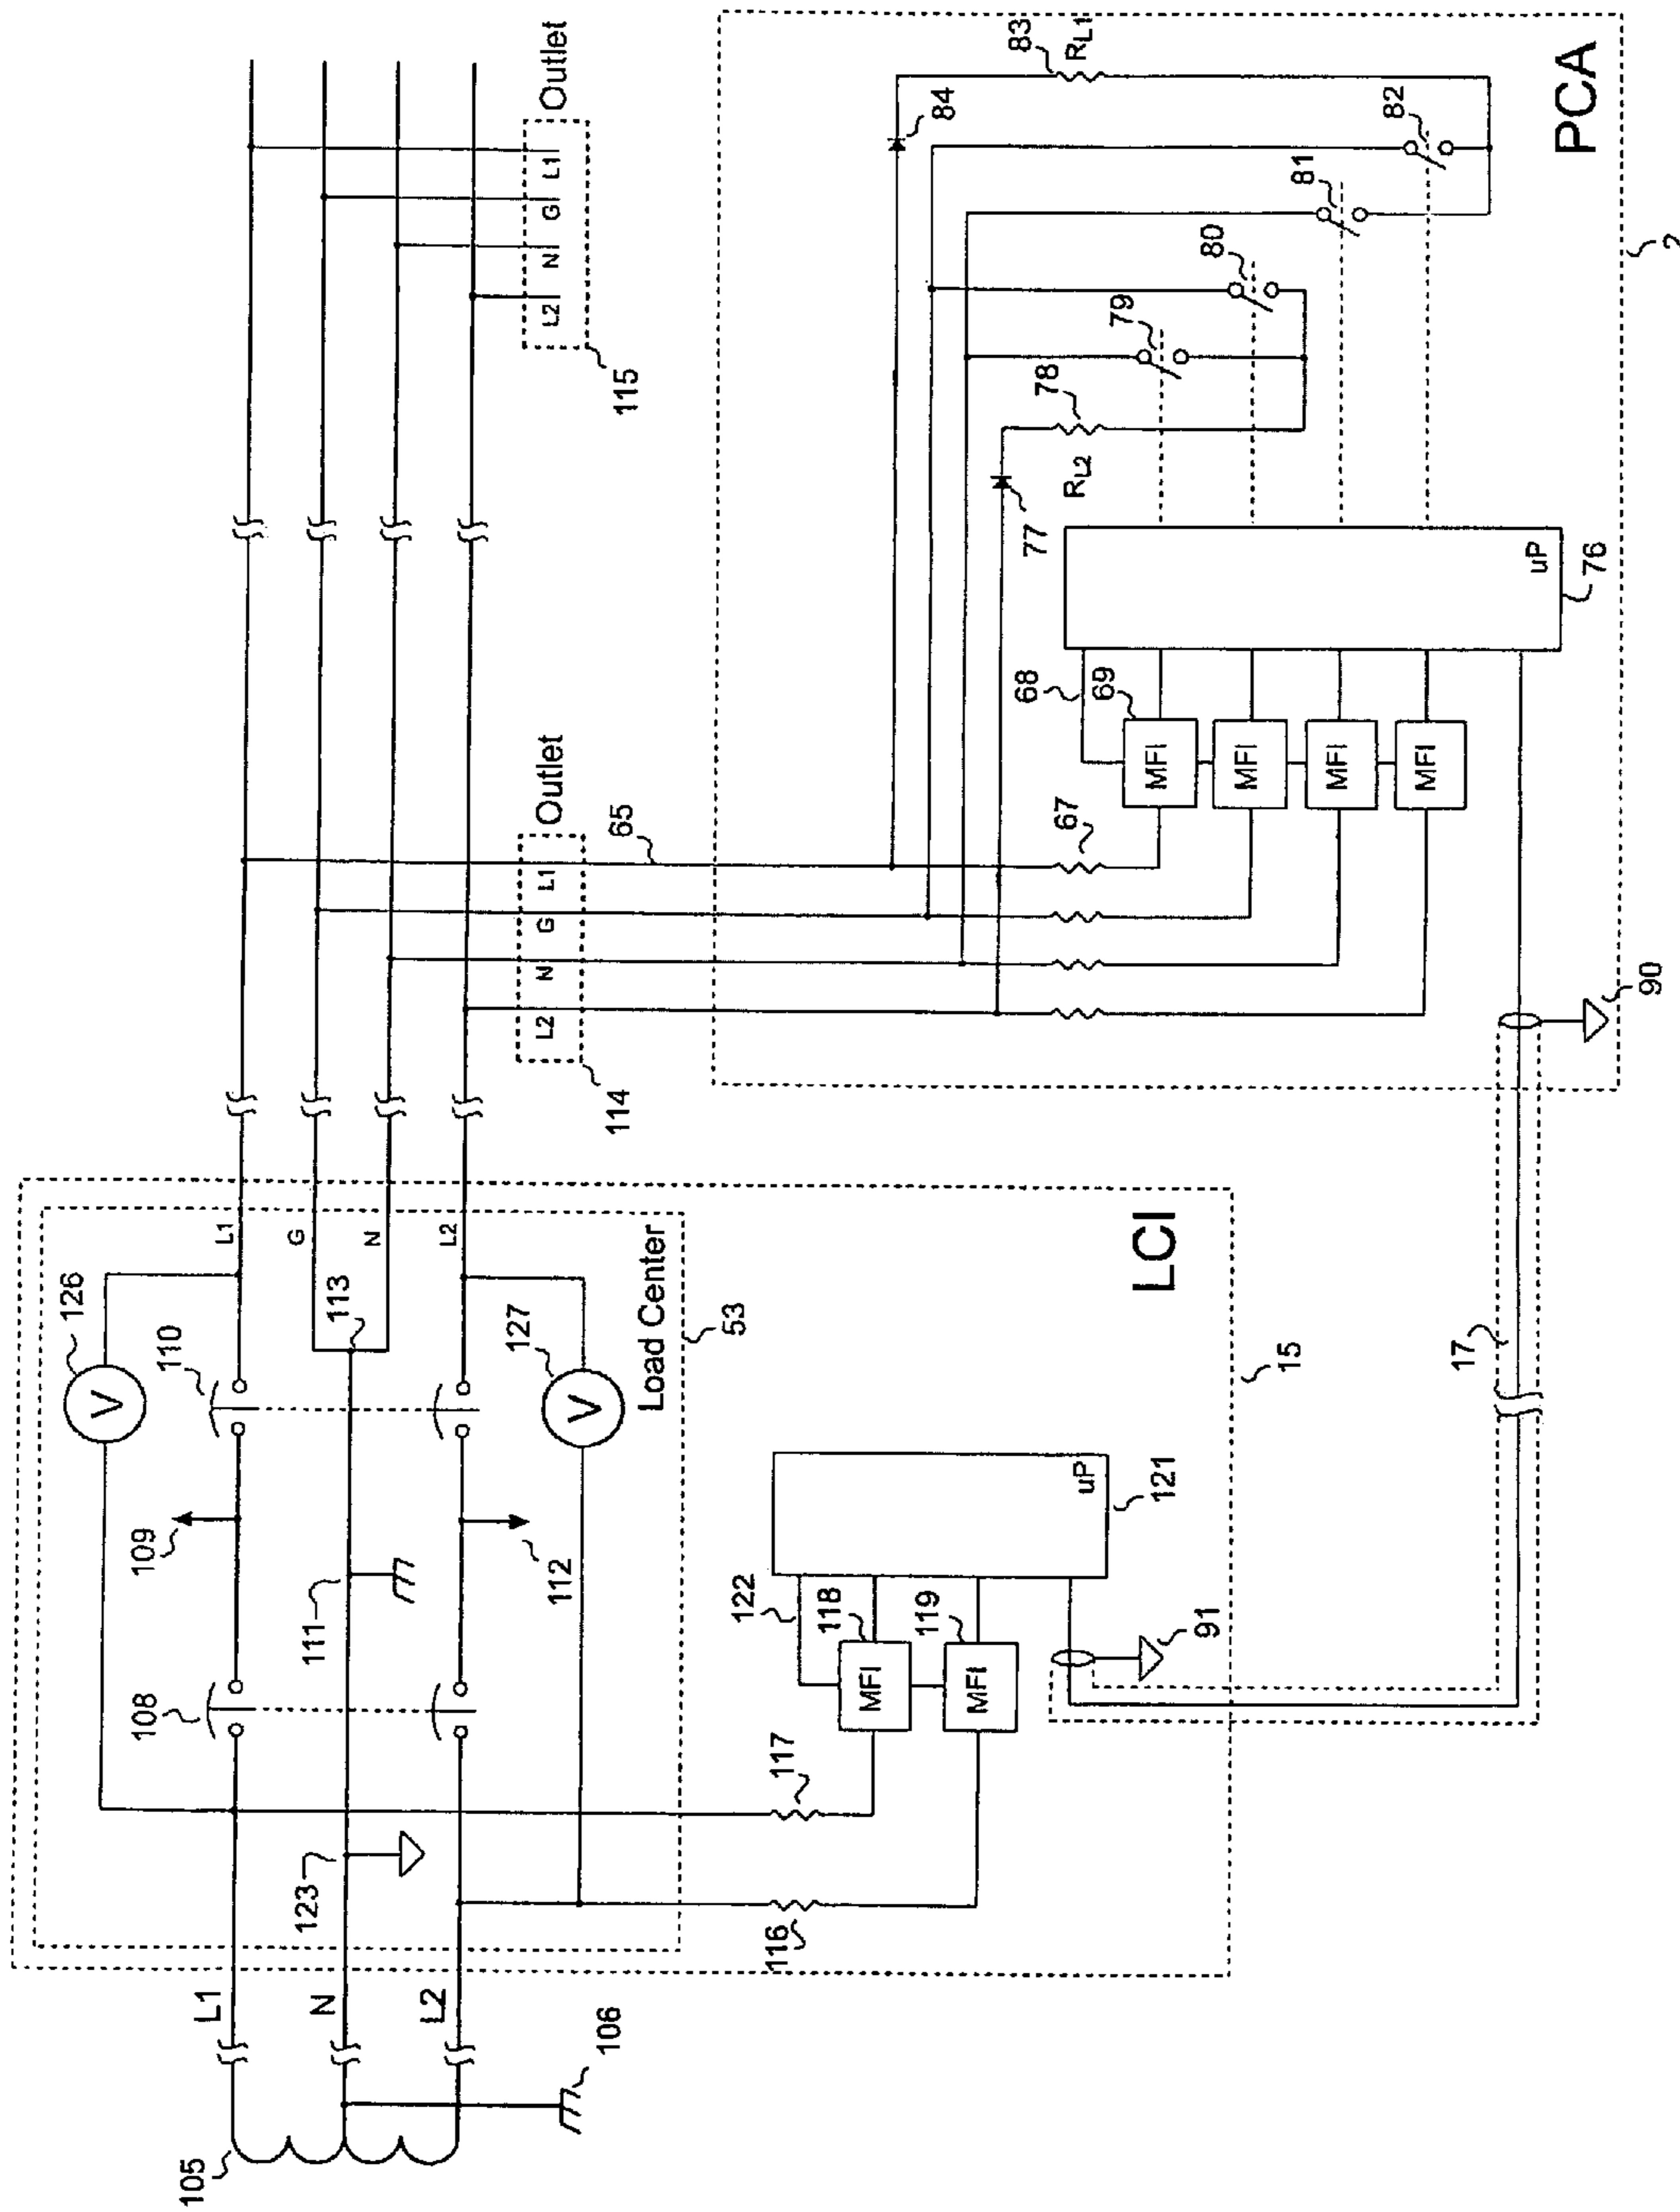 105
L1
N
L2
106
123
108
109
111
112
126
110
113
127
V
V
L1
G
N
L2
Load Center
53
116
117
118
119
122
MFI
MFI
uP
121
91
LCI
15
17
114
L2
N
G
L1
Outlet
65
115
L2
N
G
L1
Outlet
67
68
69
MFI
MFI
MFI
MFI
uP
76
77
RL2
78
79
80
81
82
84
83
RL1
90
PCA
2